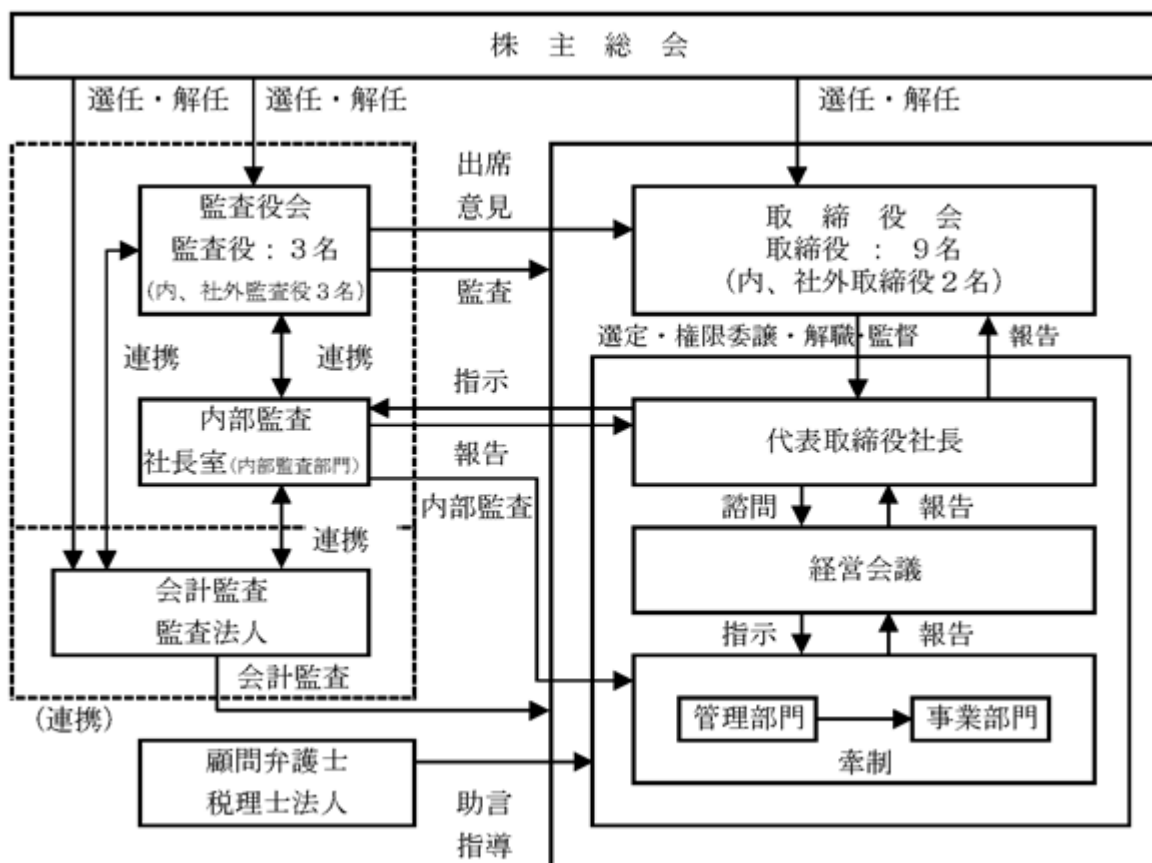 株 主 総 会
選任・解任
選任・解任
選任・解任
出席
意見
監査役会
監査役：３名
(内、社外監査役３名)
取 締 役 会
取締役 ： ９名
(内、社外取締役２名)
監査
選定・権限委譲・解職・監督
報告
連携
連携
指示
内部監査
社長室(内部監査部門)
代表取締役社長
報告
内部監査
諮問
報告
連携
経営会議
会計監査
監査法人
指示
報告
会計監査
(連携)
管理部門
事業部門
牽制
顧問弁護士
税理士法人
助言
指導